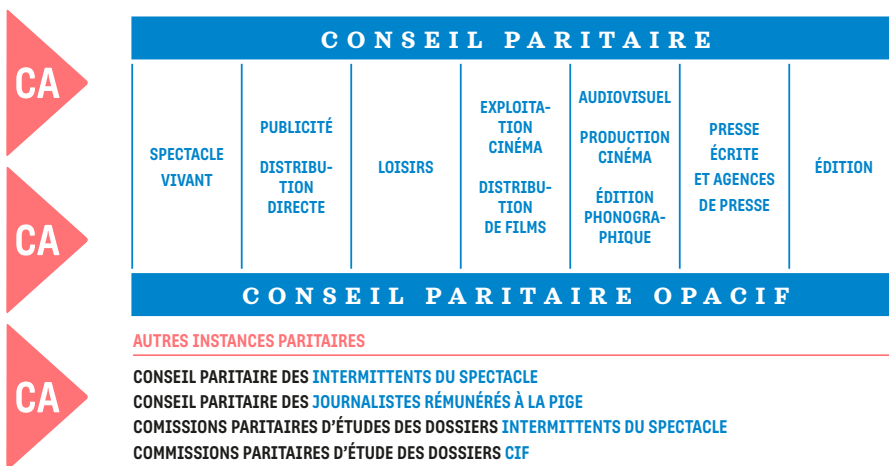 CA
CONSEIL PARITAIRE
SPECTACLE
VIVANT
PUBLICITÉ
DISTRIBU-
TION
DIRECTE
LOISIRS
EXPLOITA-
TION
CINÉMA
DISTRIBU-
TION
DE FILMS
AUDIOVISUEL
PRODUCTION
CINÉMA
ÉDITION
PHONOGRA-
PHIQUE
PRESSE
ÉCRITE
ET AGENCES
DE PRESSE
ÉDITION
CA
CONSEIL PARITAIRE OPACIF
AUTRES INSTANCES PARITAIRES
CA
CONSEIL PARITAIRE DES INTERMITTENTS DU SPECTACLE
CONSEIL PARITAIRE DES JOURNALISTES RÉMUNÉRÉS À LA PIGE
COMISSIONS PARITAIRES D'ÉTUDES DES DOSSIERS INTERMITTENTS DU SPECTACLE
COMMISSIONS PARITAIRES D'ÉTUDE DES DOSSIERS CIF